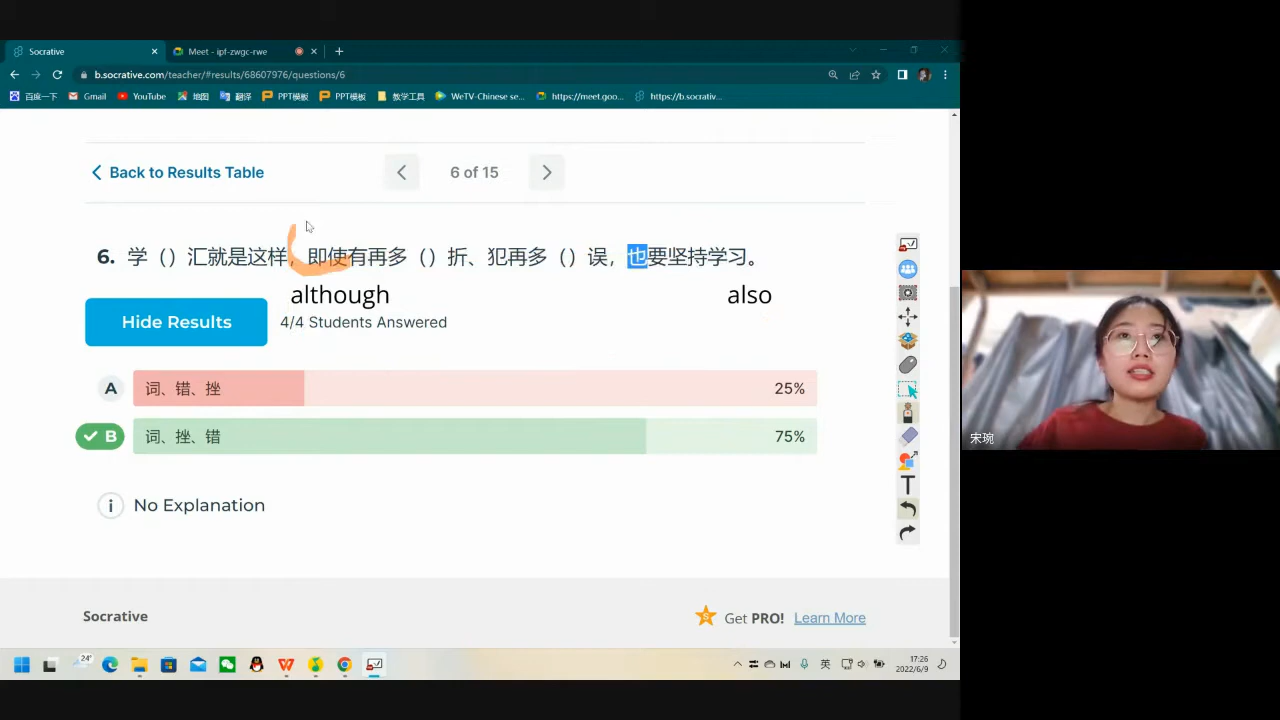 Socrative
Meet - ipf-zwgc-rwe
b.socrative.com/teacher/#results/68607976/questions/6
百度一下 Gmail YouTube 地图 翻译 PPT模板 PPT模板 教学工具 WeTV-Chinese se... https://meet.goo... https://b.socrativ...
Back to Results Table
6 of 15
6. 学（）汇就是这样，即使有再多（）折、犯再多（）误，也要坚持学习。
although also
Hide Results 4/4 Students Answered
A 词、错、挫 25%
B 词、挫、错 75%
i No Explanation
T
宋琬
Socrative
S Get PRO! Learn More
24°
英
17:26
2022/6/9